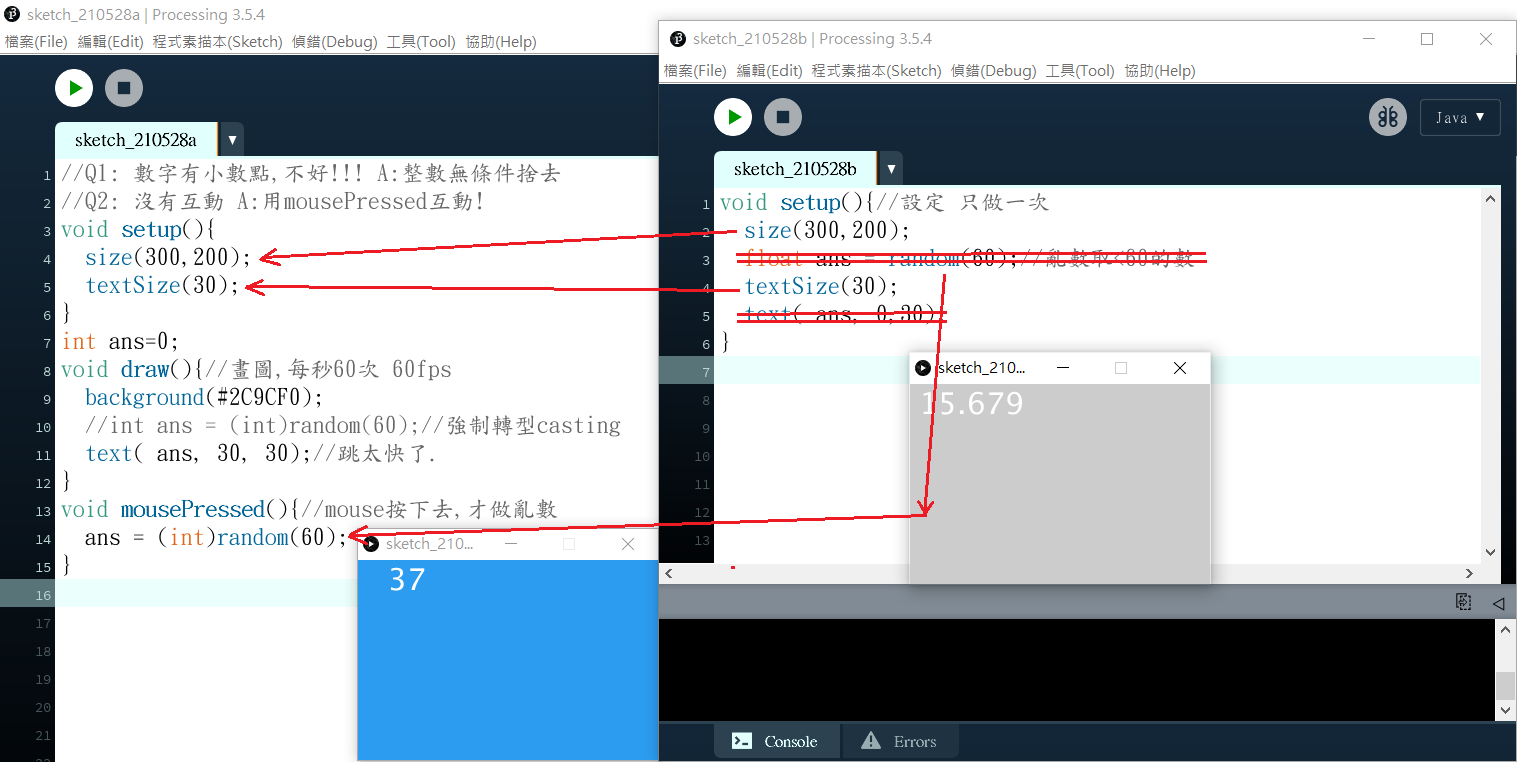 sketch_210528a | Processing 3.5.4
檔案(File) 編輯(Edit) 程式素描本(Sketch) 偵錯(Debug) 工具(Tool) 協助(Help)
sketch_210528a ▼
1 //Q1: 數字有小數點,不好!!! A:整數無條件捨去
2 //Q2: 沒有互動 A:用mousePressed互動!
3 void setup(){
4 size(300,200);
5 textSize(30);
6 }
7 int ans=0;
8 void draw(){//畫圖,每秒60次 60fps
9 background(#2C9CF0);
10 //int ans = (int)random(60);//強制轉型casting
11 text( ans, 30, 30);//跳太快了.
12 }
13 void mousePressed(){//mouse按下去,才做亂數
14 ans = (int)random(60);
15 }
16
17
18
19
20
21
sketch_210...
37
sketch_210528b | Processing 3.5.4
檔案(File) 編輯(Edit) 程式素描本(Sketch) 偵錯(Debug) 工具(Tool) 協助(Help)
Java ▼
sketch_210528b ▼
1 void setup(){//設定 只做一次
2 size(300,200);
3 float ans = random(60);//亂數取<60的數
4 textSize(30);
5 text( ans, 0,30);
6 }
7
8
9
10
11
12
13
sketch_210...
15.679
Console
Errors